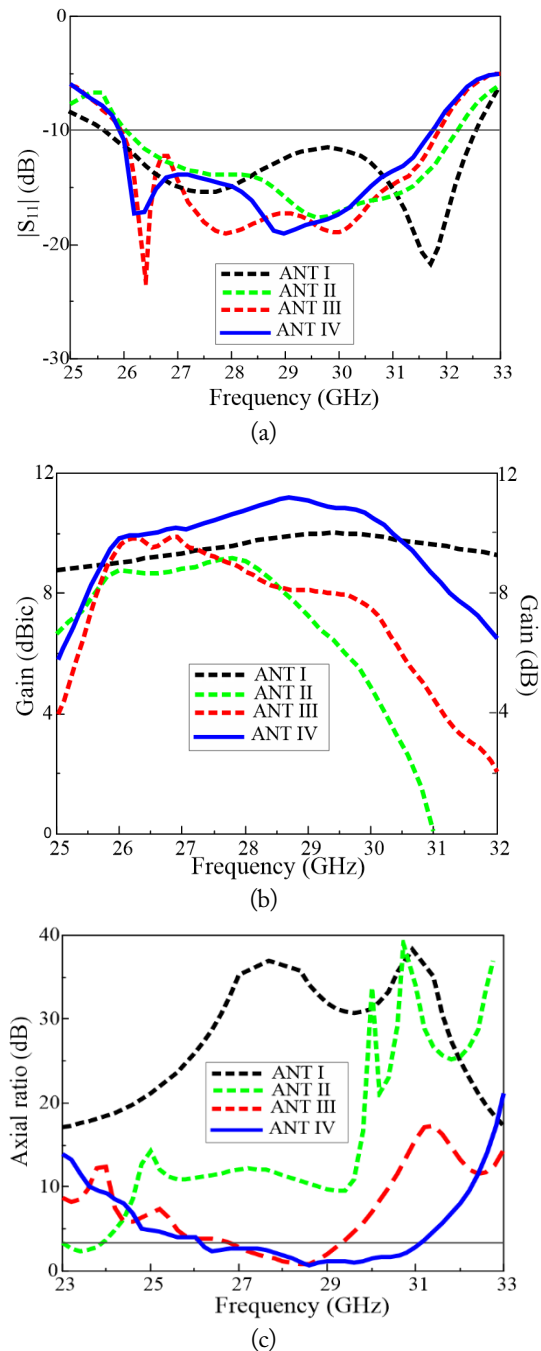 0
-10
-20
-30
|S₁₁| (dB)
ANT I
ANT II
ANT III
ANT IV
25 26 27 28 29 30 31 32 33
Frequency (GHz)
(a)
12 12
8 8
4 4
0
Gain (dBic)
Gain (dB)
ANT I
ANT II
ANT III
ANT IV
25 26 27 28 29 30 31 32
Frequency (GHz)
(b)
40
30
20
10
0
Axial ratio (dB)
ANT I
ANT II
ANT III
ANT IV
23 25 27 29 31 33
Frequency (GHz)
(c)